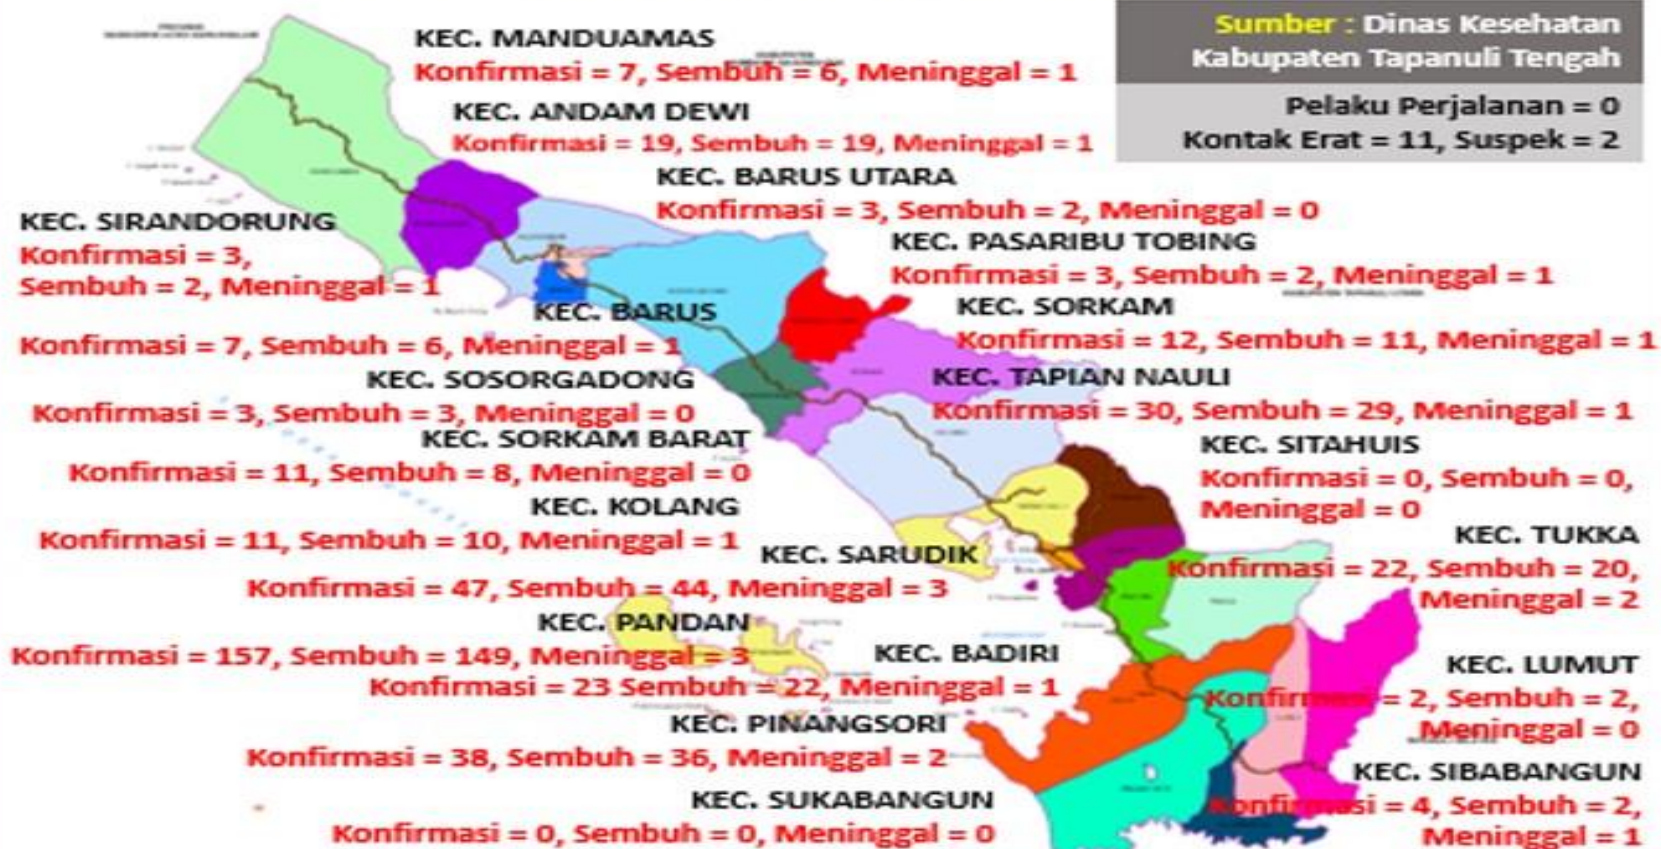 Sumber : Dinas Kesehatan
Kabupaten Tapanuli Tengah
Pelaku Perjalanan = 0
Kontak Erat = 11, Suspek = 2
KEC. MANDUAMAS
Konfirmasi = 7, Sembuh = 6, Meninggal = 1
KEC. ANDAM DEWI
Konfirmasi = 19, Sembuh = 19, Meninggal = 1
KEC. BARUS UTARA
Konfirmasi = 3, Sembuh = 2, Meninggal = 0
KEC. SIRANDORUNG
Konfirmasi = 3,
Sembuh = 2, Meninggal = 1
KEC. PASARIBU TOBING
Konfirmasi = 3, Sembuh = 2, Meninggal = 1
KEC. BARUS
Konfirmasi = 7, Sembuh = 6, Meninggal = 1
KEC. SORKAM
Konfirmasi = 12, Sembuh = 11, Meninggal = 1
KEC. SOSORGADONG
Konfirmasi = 3, Sembuh = 3, Meninggal = 0
KEC. TAPIAN NAULI
Konfirmasi = 30, Sembuh = 29, Meninggal = 1
KEC. SORKAM BARAT
Konfirmasi = 11, Sembuh = 8, Meninggal = 0
KEC. SITAHUIS
Konfirmasi = 0, Sembuh = 0,
Meninggal = 0
KEC. KOLANG
Konfirmasi = 11, Sembuh = 10, Meninggal = 1
KEC. TUKKA
Konfirmasi = 22, Sembuh = 20,
Meninggal = 2
KEC. SARUDIK
Konfirmasi = 47, Sembuh = 44, Meninggal = 3
KEC. PANDAN
Konfirmasi = 157, Sembuh = 149, Meninggal = 3
KEC. BADIRI
Konfirmasi = 23 Sembuh = 22, Meninggal = 1
KEC. LUMUT
Konfirmasi = 2, Sembuh = 2,
Meninggal = 0
KEC. PINANGSORI
Konfirmasi = 38, Sembuh = 36, Meninggal = 2
KEC. SIBABANGUN
Konfirmasi = 4, Sembuh = 2,
Meninggal = 1
KEC. SUKABANGUN
Konfirmasi = 0, Sembuh = 0, Meninggal = 0